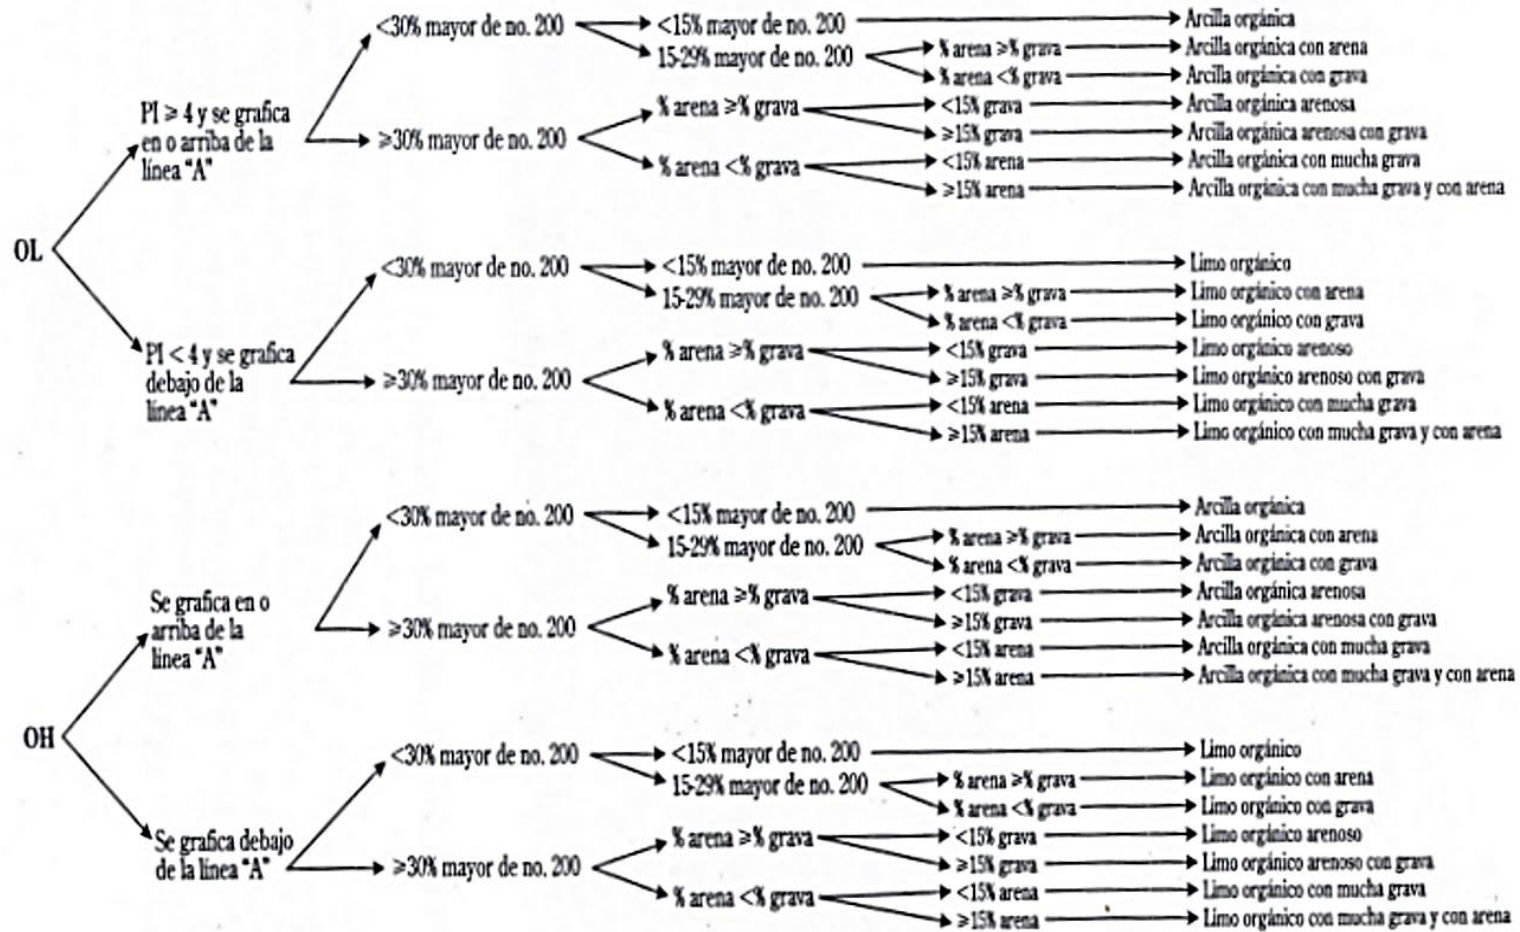 <30% mayor de no. 200 <15% mayor de no. 200 Arcilla orgánica
15-29% mayor de no. 200 % arena ≥% grava Arcilla orgánica con arena
% arena <% grava Arcilla orgánica con grava
PI ≥ 4 y se grafica
en o arriba de la
línea "A"
≥30% mayor de no. 200 % arena ≥% grava <15% grava Arcilla orgánica arenosa
≥15% grava Arcilla orgánica arenosa con grava
% arena <% grava <15% arena Arcilla orgánica con mucha grava
≥15% arena Arcilla orgánica con mucha grava y con arena
OL
<30% mayor de no. 200 <15% mayor de no. 200 Limo orgánico
15-29% mayor de no. 200 % arena ≥% grava Limo orgánico con arena
% arena <% grava Limo orgánico con grava
PI < 4 y se grafica
debajo de la
línea "A"
≥30% mayor de no. 200 % arena ≥% grava <15% grava Limo orgánico arenoso
≥15% grava Limo orgánico arenoso con grava
% arena <% grava <15% arena Limo orgánico con mucha grava
≥15% arena Limo orgánico con mucha grava y con arena
<30% mayor de no. 200 <15% mayor de no. 200 Arcilla orgánica
15-29% mayor de no. 200 % arena ≥% grava Arcilla orgánica con arena
% arena <% grava Arcilla orgánica con grava
Se grafica en o
arriba de la
línea "A"
≥30% mayor de no. 200 % arena ≥% grava <15% grava Arcilla orgánica arenosa
≥15% grava Arcilla orgánica arenosa con grava
% arena <% grava <15% arena Arcilla orgánica con mucha grava
≥15% arena Arcilla orgánica con mucha grava y con arena
OH
<30% mayor de no. 200 <15% mayor de no. 200 Limo orgánico
15-29% mayor de no. 200 % arena ≥% grava Limo orgánico con arena
% arena <% grava Limo orgánico con grava
Se grafica debajo
de la línea "A"
≥30% mayor de no. 200 % arena ≥% grava <15% grava Limo orgánico arenoso
≥15% grava Limo orgánico arenoso con grava
% arena <% grava <15% arena Limo orgánico con mucha grava
≥15% arena Limo orgánico con mucha grava y con arena